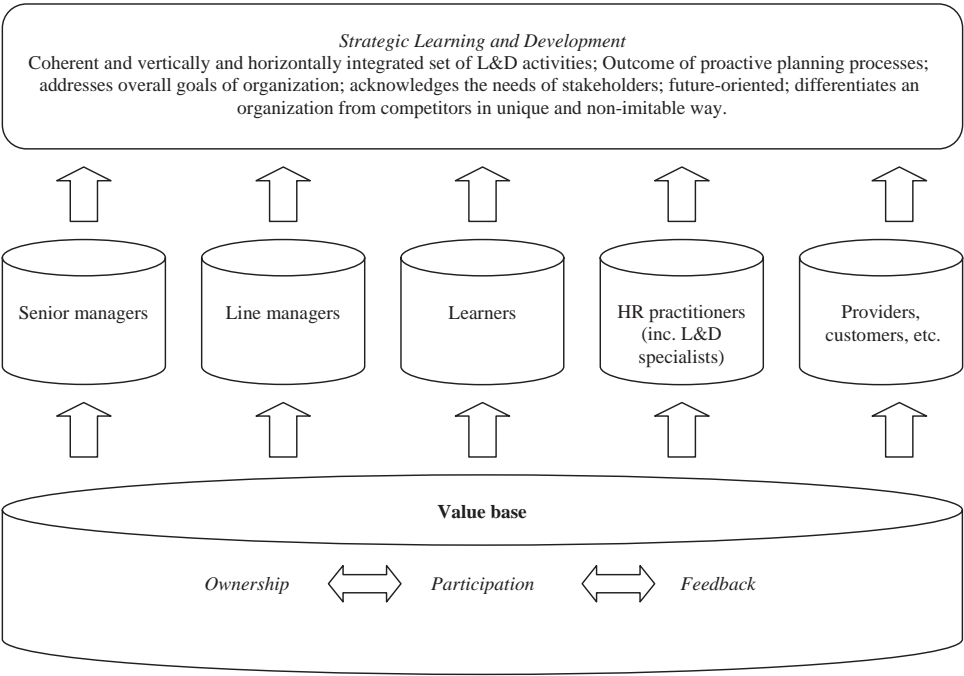 Strategic Learning and Development
Coherent and vertically and horizontally integrated set of L&D activities; Outcome of proactive planning processes;
addresses overall goals of organization; acknowledges the needs of stakeholders; future-oriented; differentiates an
organization from competitors in unique and non-imitable way.
Senior managers
Line managers
Learners
HR practitioners
(inc. L&D
specialists)
Providers,
customers, etc.
Value base
Ownership
Participation
Feedback